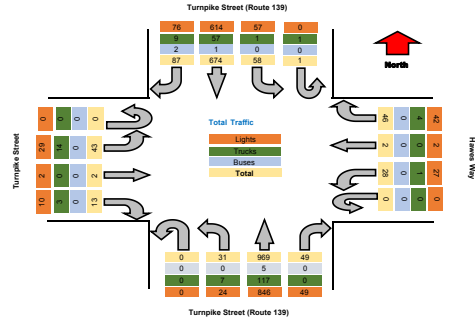 Turnpike Street (Route 139)
76 614 57 0
9 57 1 1
2 1 0 0
87 674 58 1
North
Total Traffic
Lights
Trucks
Buses
Total
Turnpike Street
0 0 0 0
29 14 0 43
2 0 0 2
10 3 0 13
46 0 4 42
2 0 0 2
28 0 1 27
0 0 0 0
Hawes Way
0 31 969 49
0 0 5 0
0 7 117 0
0 24 846 49
Turnpike Street (Route 139)